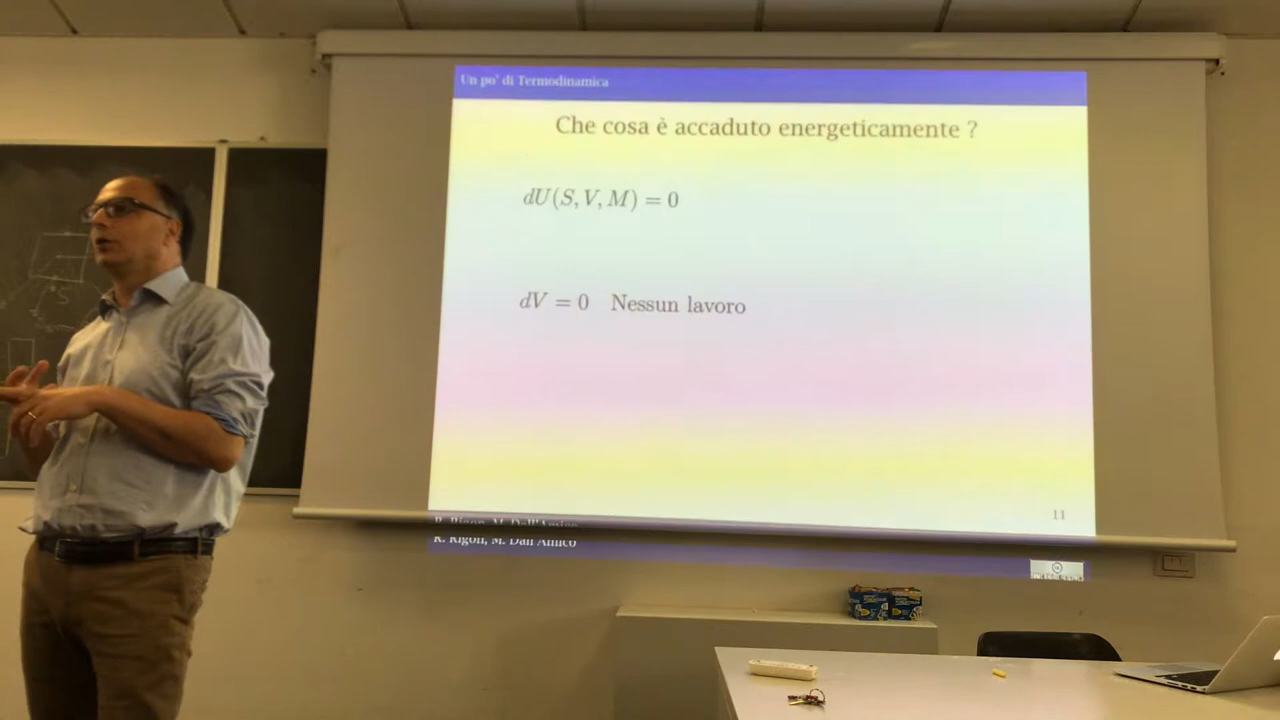 Un po' di Termodinamica
Che cosa è accaduto energeticamente ?
dU(S, V, M) = 0
dV = 0 Nessun lavoro
11
R. Rigon, M. Dall'Amico